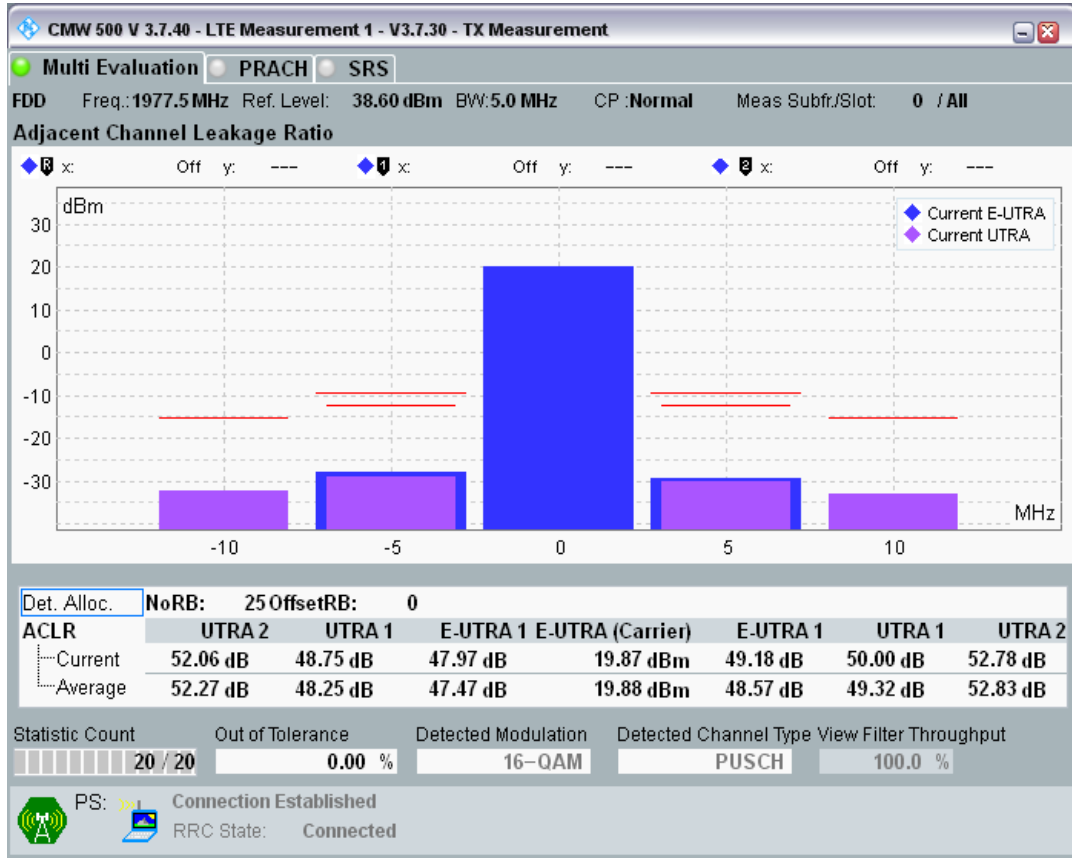 CMW 500 V 3.7.40 - LTE Measurement 1 - V3.7.30 - TX Measurement
Multi Evaluation PRACH SRS
FDD Freq.: 1977.5 MHz Ref. Level: 38.60 dBm BW: 5.0 MHz CP : Normal Meas Subfr./Slot: 0 / All
Adjacent Channel Leakage Ratio
R x: Off y: --- 1 x: Off y: --- 2 x: Off y: ---
dBm
Current E-UTRA
Current UTRA
30
20
10
0
-10
-20
-30
MHz
-10 -5 0 5 10
Det. Alloc. NoRB: 25 OffsetRB: 0
ACLR UTRA 2 UTRA 1 E-UTRA 1 E-UTRA (Carrier) E-UTRA 1 UTRA 1 UTRA 2
Current 52.06 dB 48.75 dB 47.97 dB 19.87 dBm 49.18 dB 50.00 dB 52.78 dB
Average 52.27 dB 48.25 dB 47.47 dB 19.88 dBm 48.57 dB 49.32 dB 52.83 dB
Statistic Count Out of Tolerance Detected Modulation Detected Channel Type View Filter Throughput
20 / 20 0.00 % 16-QAM PUSCH 100.0 %
PS: Connection Established
RRC State: Connected